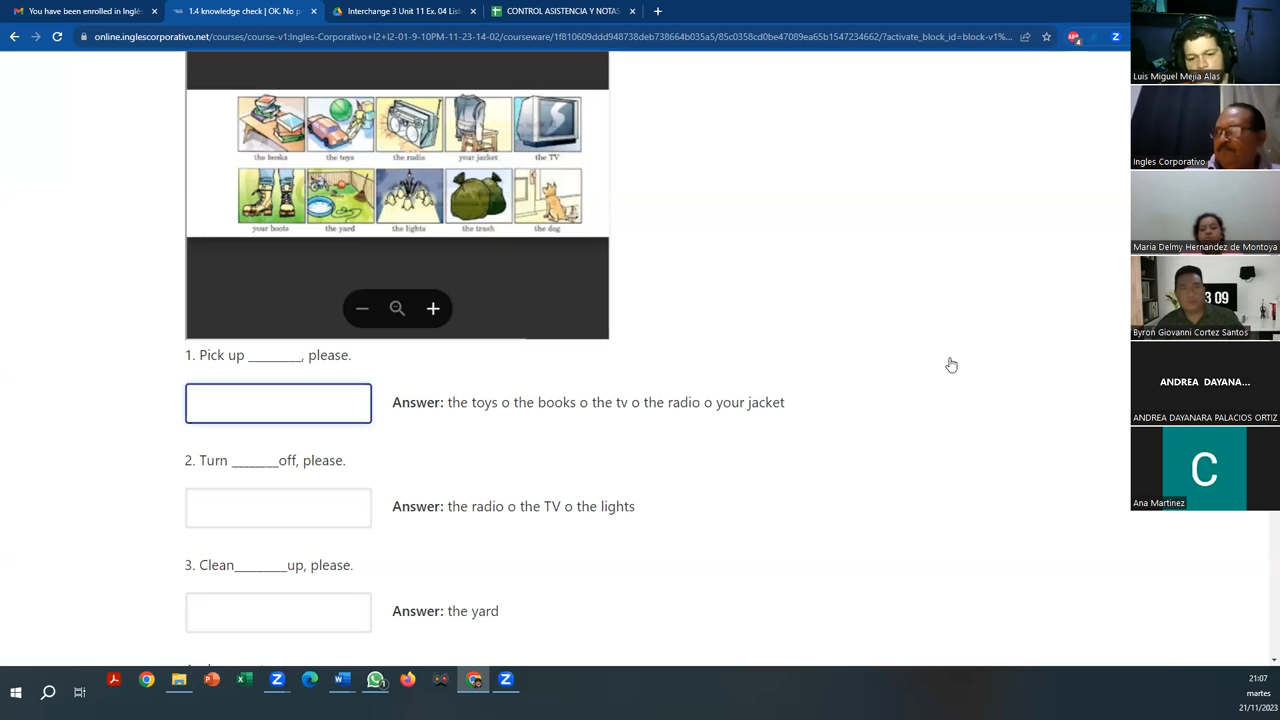 You have been enrolled in Inglé
1.4 knowledge check | OK. No p
Interchange 3 Unit 11 Ex. 04 List
CONTROL ASISTENCIA Y NOTAS
online.inglescorporativo.net/courses/course-v1:Ingles-Corporativo+I2+I2-01-9-10PM-11-23-14-02/courseware/1f810609ddd948738deb738664b035a5/85c0358cd0be47089ea65b1547234662/?activate_block_id=block-v1%...
the books the toys the radio your jacket the TV
your boots the yard the lights the trash the dog
1. Pick up ________, please.
Answer: the toys o the books o the tv o the radio o your jacket
2. Turn _______off, please.
Answer: the radio o the TV o the lights
3. Clean________up, please.
Answer: the yard
Luis Miguel Mejia Alas
Ingles Corporativo
Maria Delmy Hernandez de Montoya
3 09
Byron Giovanni Cortez Santos
ANDREA DAYANA...
ANDREA DAYANARA PALACIOS ORTIZ
C
Ana Martinez
21:07
martes
21/11/2023